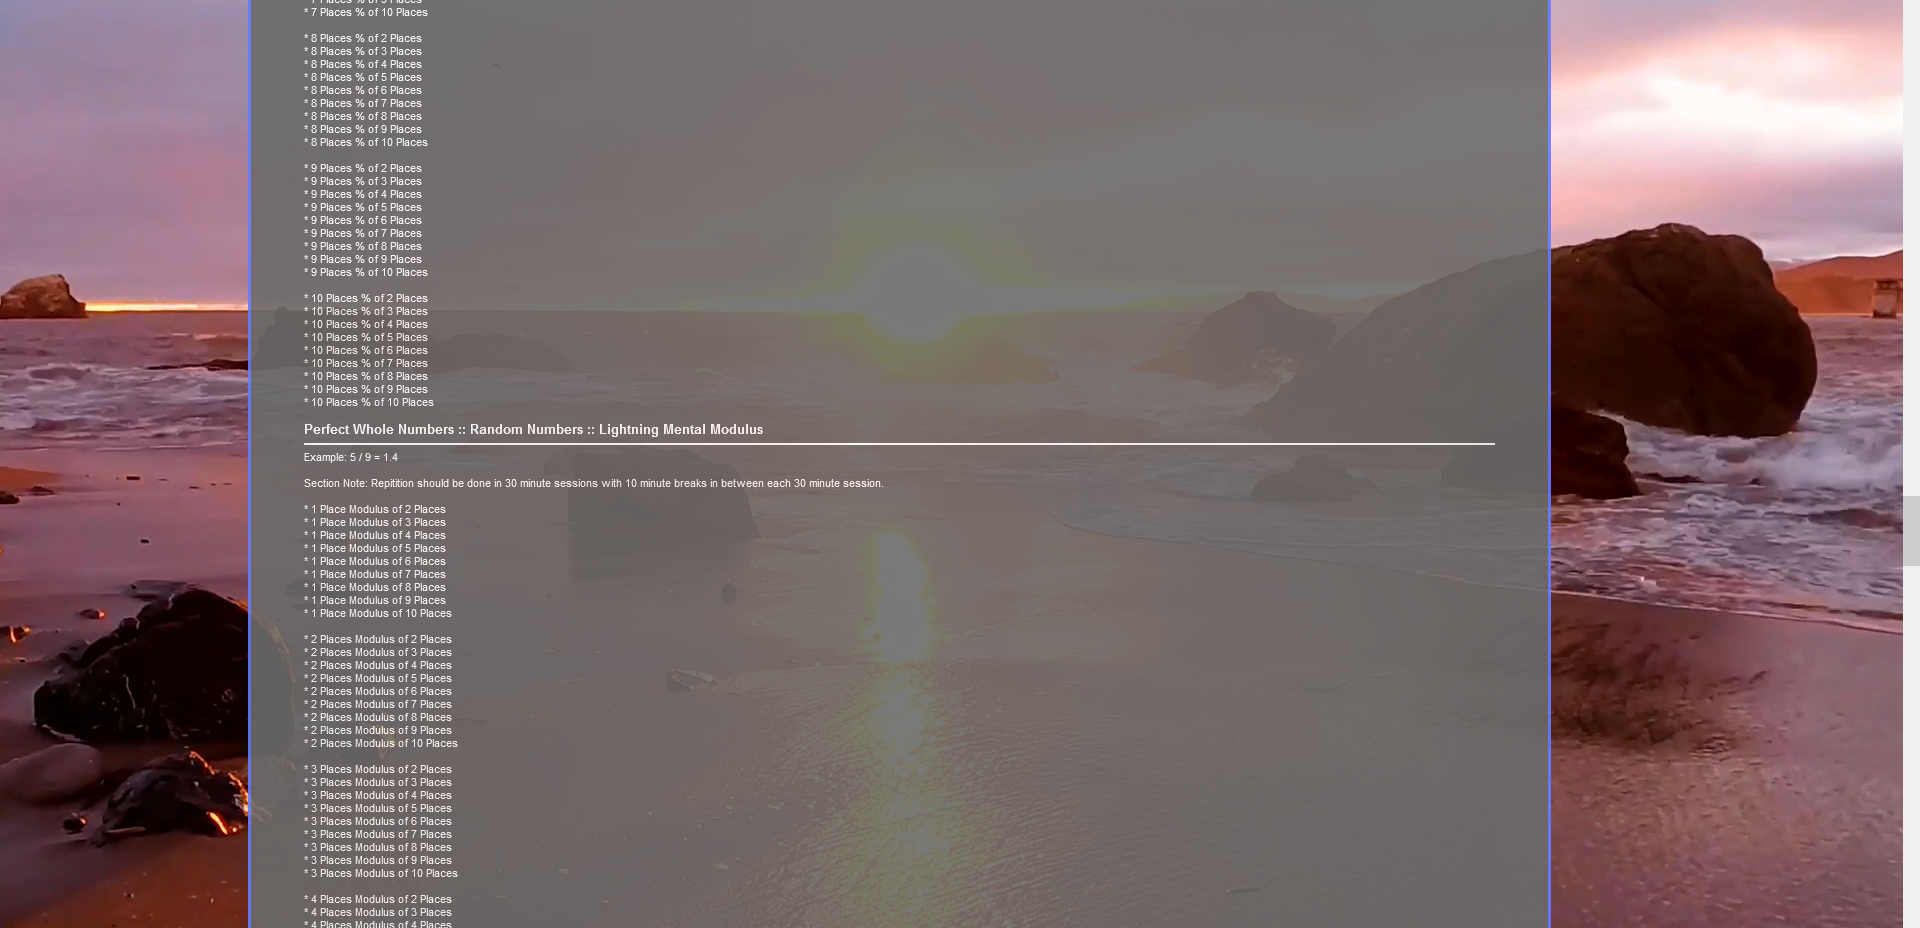 * 7 Places % of 10 Places
* 8 Places % of 2 Places
* 8 Places % of 3 Places
* 8 Places % of 4 Places
* 8 Places % of 5 Places
* 8 Places % of 6 Places
* 8 Places % of 7 Places
* 8 Places % of 8 Places
* 8 Places % of 9 Places
* 8 Places % of 10 Places
* 9 Places % of 2 Places
* 9 Places % of 3 Places
* 9 Places % of 4 Places
* 9 Places % of 5 Places
* 9 Places % of 6 Places
* 9 Places % of 7 Places
* 9 Places % of 8 Places
* 9 Places % of 9 Places
* 9 Places % of 10 Places
* 10 Places % of 2 Places
* 10 Places % of 3 Places
* 10 Places % of 4 Places
* 10 Places % of 5 Places
* 10 Places % of 6 Places
* 10 Places % of 7 Places
* 10 Places % of 8 Places
* 10 Places % of 9 Places
* 10 Places % of 10 Places
Perfect Whole Numbers :: Random Numbers :: Lightning Mental Modulus
Example: 5 / 9 = 1.4
Section Note: Repitition should be done in 30 minute sessions with 10 minute breaks in between each 30 minute session.
* 1 Place Modulus of 2 Places
* 1 Place Modulus of 3 Places
* 1 Place Modulus of 4 Places
* 1 Place Modulus of 5 Places
* 1 Place Modulus of 6 Places
* 1 Place Modulus of 7 Places
* 1 Place Modulus of 8 Places
* 1 Place Modulus of 9 Places
* 1 Place Modulus of 10 Places
* 2 Places Modulus of 2 Places
* 2 Places Modulus of 3 Places
* 2 Places Modulus of 4 Places
* 2 Places Modulus of 5 Places
* 2 Places Modulus of 6 Places
* 2 Places Modulus of 7 Places
* 2 Places Modulus of 8 Places
* 2 Places Modulus of 9 Places
* 2 Places Modulus of 10 Places
* 3 Places Modulus of 2 Places
* 3 Places Modulus of 3 Places
* 3 Places Modulus of 4 Places
* 3 Places Modulus of 5 Places
* 3 Places Modulus of 6 Places
* 3 Places Modulus of 7 Places
* 3 Places Modulus of 8 Places
* 3 Places Modulus of 9 Places
* 3 Places Modulus of 10 Places
* 4 Places Modulus of 2 Places
* 4 Places Modulus of 3 Places
* 4 Places Modulus of 4 Places